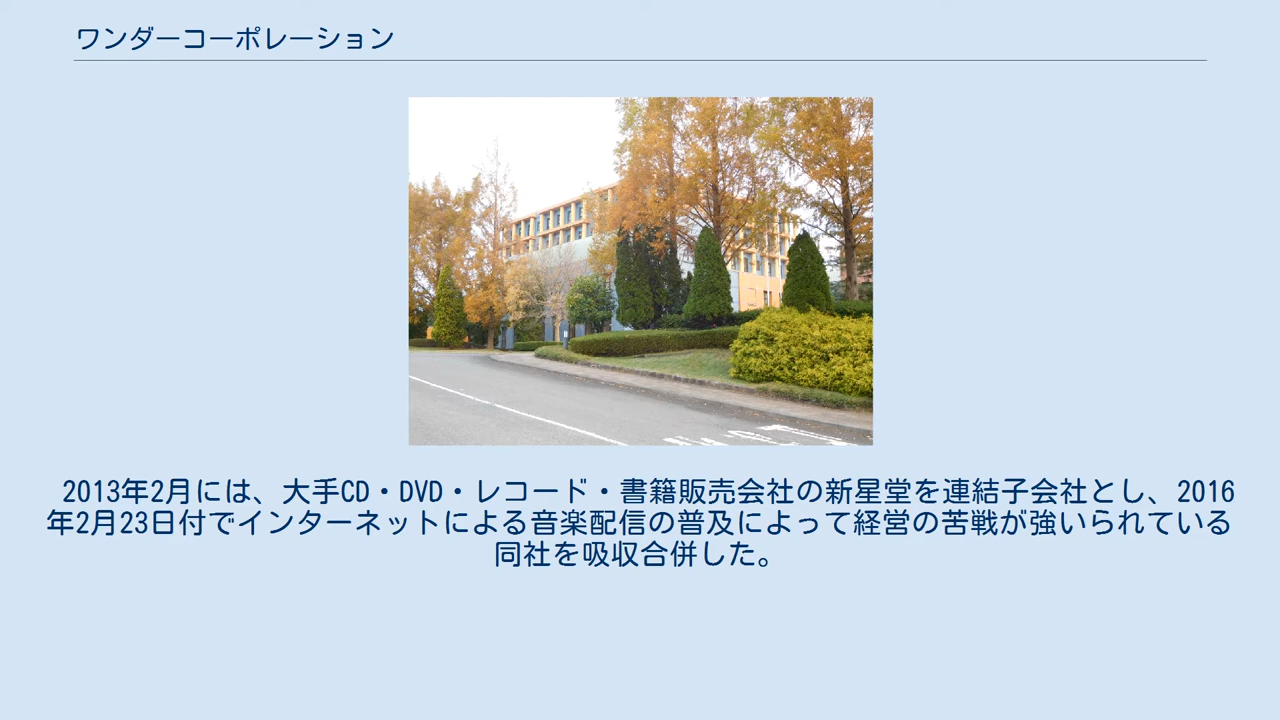 ワンダーコーポレーション
2013年2月には、大手CD・DVD・レコード・書籍販売会社の新星堂を連結子会社とし、2016
年2月23日付でインターネットによる音楽配信の普及によって経営の苦戦が強いられている
同社を吸収合併した。